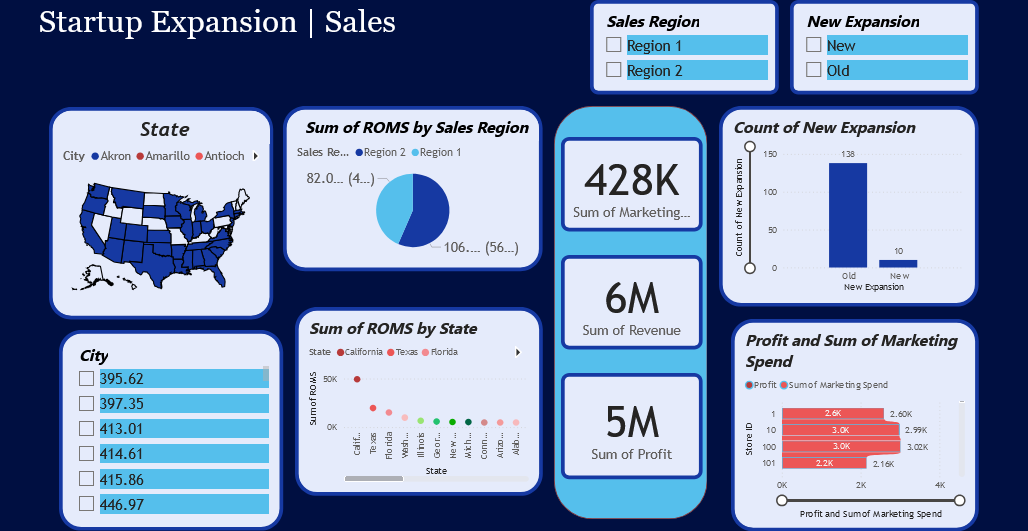 Startup Expansion | Sales
Sales Region
Region 1
Region 2
New Expansion
New
Old
State
City Akron Amarillo Antioch
Sum of ROMS by Sales Region
Sales Re... Region 2 Region 1
82.0... (4...)
106.... (56...)
428K
Sum of Marketing...
6M
Sum of Revenue
5M
Sum of Profit
Count of New Expansion
Count of New Expansion
150
100
50
0
138
10
Old New
New Expansion
City
395.62
397.35
413.01
414.61
415.86
446.97
Sum of ROMS by State
State California Texas Florida
Sum of ROMS
50K
0K
Calif...
Texas
Florida
Wash...
Illinois
Geor...
New ...
Mich...
Conn...
Arizo...
Alab...
State
Profit and Sum of Marketing
Spend
Profit Sum of Marketing Spend
Store ID
1 2.6K 2.60K
10 3.0K 2.99K
100 3.0K 3.02K
101 2.2K 2.16K
0K 2K 4K
Profit and Sum of Marketing Spend